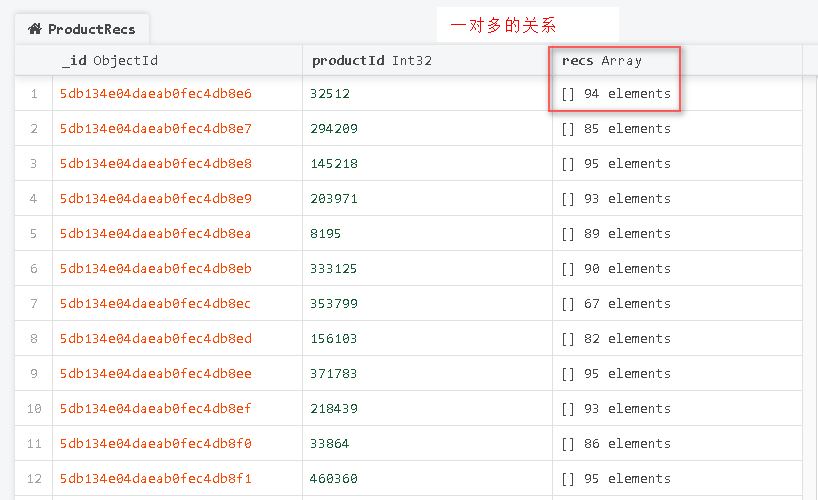 ProductRecs
一对多的关系
_id ObjectId productId Int32 recs Array
1 5db134e04daeab0fec4db8e6 32512 [] 94 elements
2 5db134e04daeab0fec4db8e7 294209 [] 85 elements
3 5db134e04daeab0fec4db8e8 145218 [] 95 elements
4 5db134e04daeab0fec4db8e9 203971 [] 93 elements
5 5db134e04daeab0fec4db8ea 8195 [] 89 elements
6 5db134e04daeab0fec4db8eb 333125 [] 90 elements
7 5db134e04daeab0fec4db8ec 353799 [] 67 elements
8 5db134e04daeab0fec4db8ed 156103 [] 82 elements
9 5db134e04daeab0fec4db8ee 371783 [] 95 elements
10 5db134e04daeab0fec4db8ef 218439 [] 93 elements
11 5db134e04daeab0fec4db8f0 33864 [] 86 elements
12 5db134e04daeab0fec4db8f1 460360 [] 95 elements